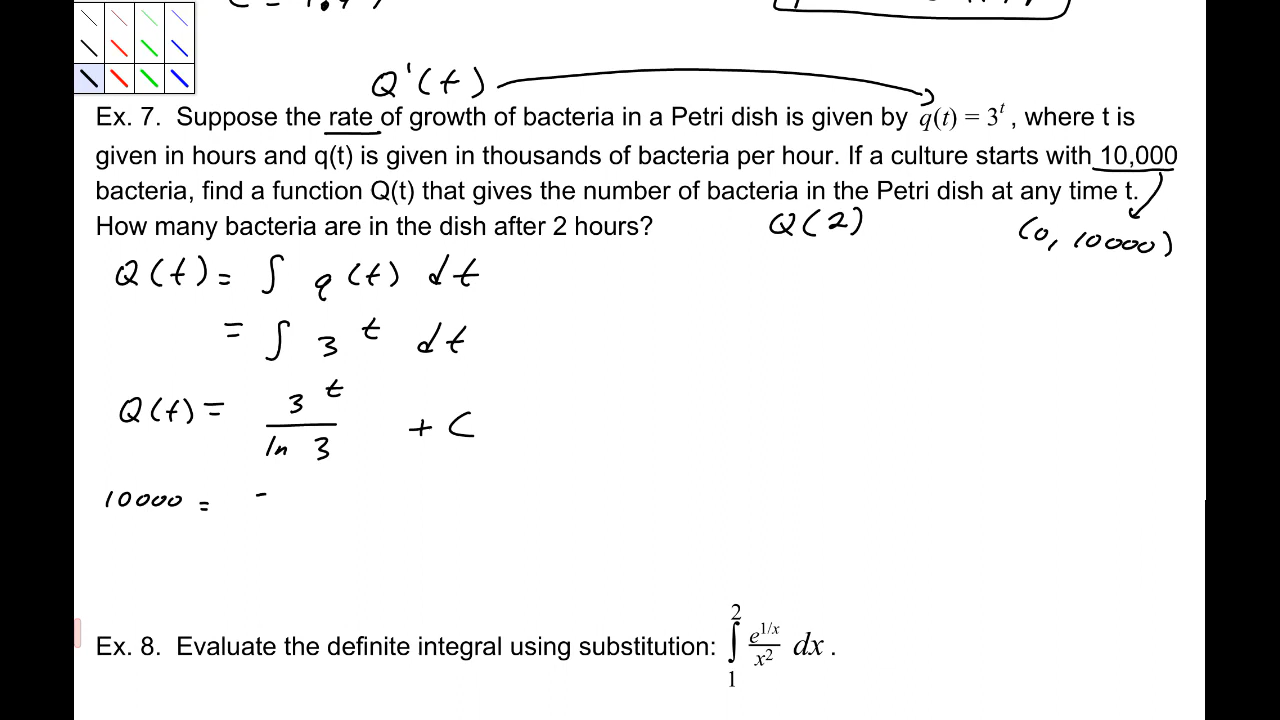 Q'(t)
Ex. 7. Suppose the rate of growth of bacteria in a Petri dish is given by q(t) = 3^t, where t is
given in hours and q(t) is given in thousands of bacteria per hour. If a culture starts with 10,000
bacteria, find a function Q(t) that gives the number of bacteria in the Petri dish at any time t.
How many bacteria are in the dish after 2 hours? Q(2) (0, 10000)
Q(t) = ∫ q(t) dt
= ∫ 3^t dt
Q(t) = 3^t / ln 3 + C
10000 =
Ex. 8. Evaluate the definite integral using substitution: ∫_1^2 e^{1/x} / x^2 dx.